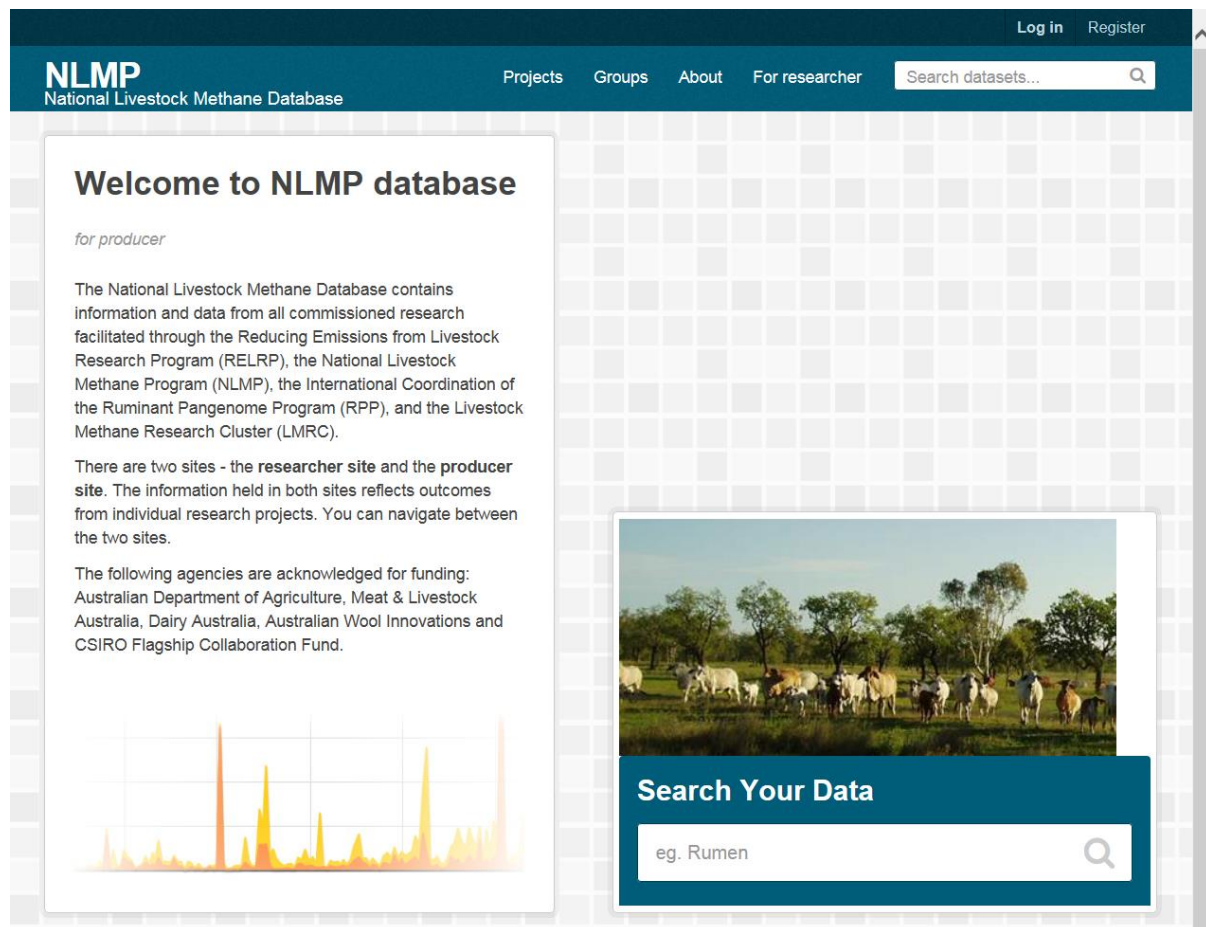 Log in Register
NLMP
National Livestock Methane Database
Projects Groups About For researcher Search datasets...
Welcome to NLMP database
for producer
The National Livestock Methane Database contains
information and data from all commissioned research
facilitated through the Reducing Emissions from Livestock
Research Program (RELRP), the National Livestock
Methane Program (NLMP), the International Coordination of
the Ruminant Pangenome Program (RPP), and the Livestock
Methane Research Cluster (LMRC).
There are two sites - the researcher site and the producer
site. The information held in both sites reflects outcomes
from individual research projects. You can navigate between
the two sites.
The following agencies are acknowledged for funding:
Australian Department of Agriculture, Meat & Livestock
Australia, Dairy Australia, Australian Wool Innovations and
CSIRO Flagship Collaboration Fund.
Search Your Data
eg. Rumen